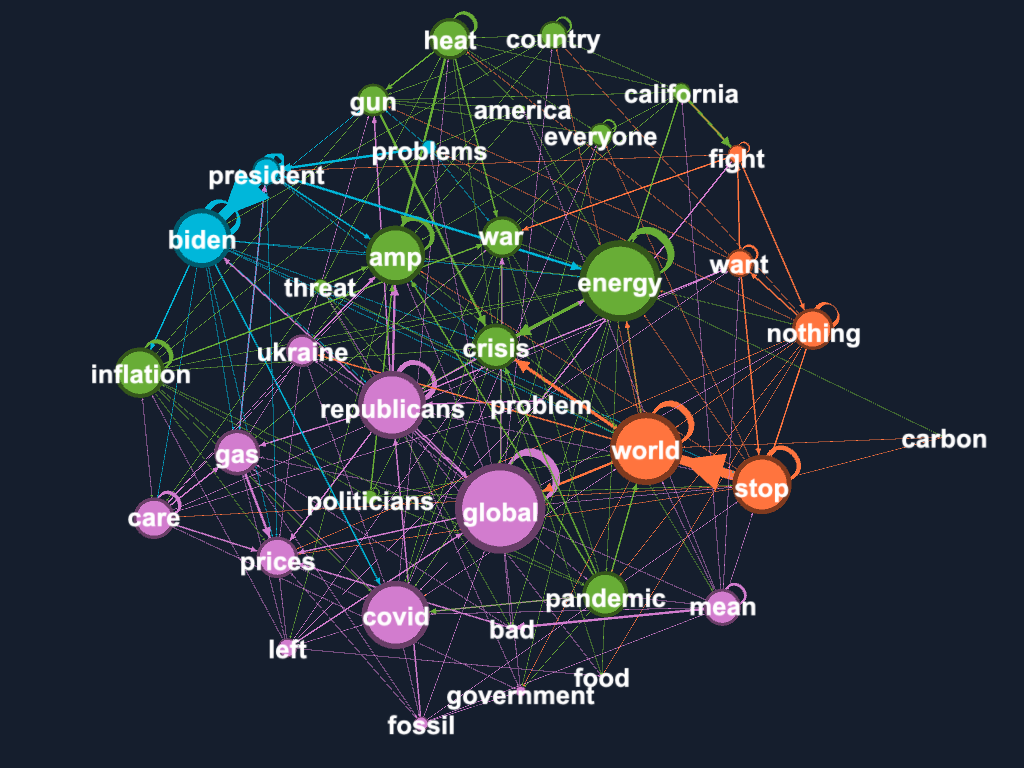 heat
country
california
gun
america
everyone
problems
fight
president
biden
war
amp
want
energy
threat
nothing
crisis
ukraine
inflation
republicans
problem
carbon
world
gas
stop
politicians
global
care
prices
pandemic
mean
covid
bad
left
food
government
fossil